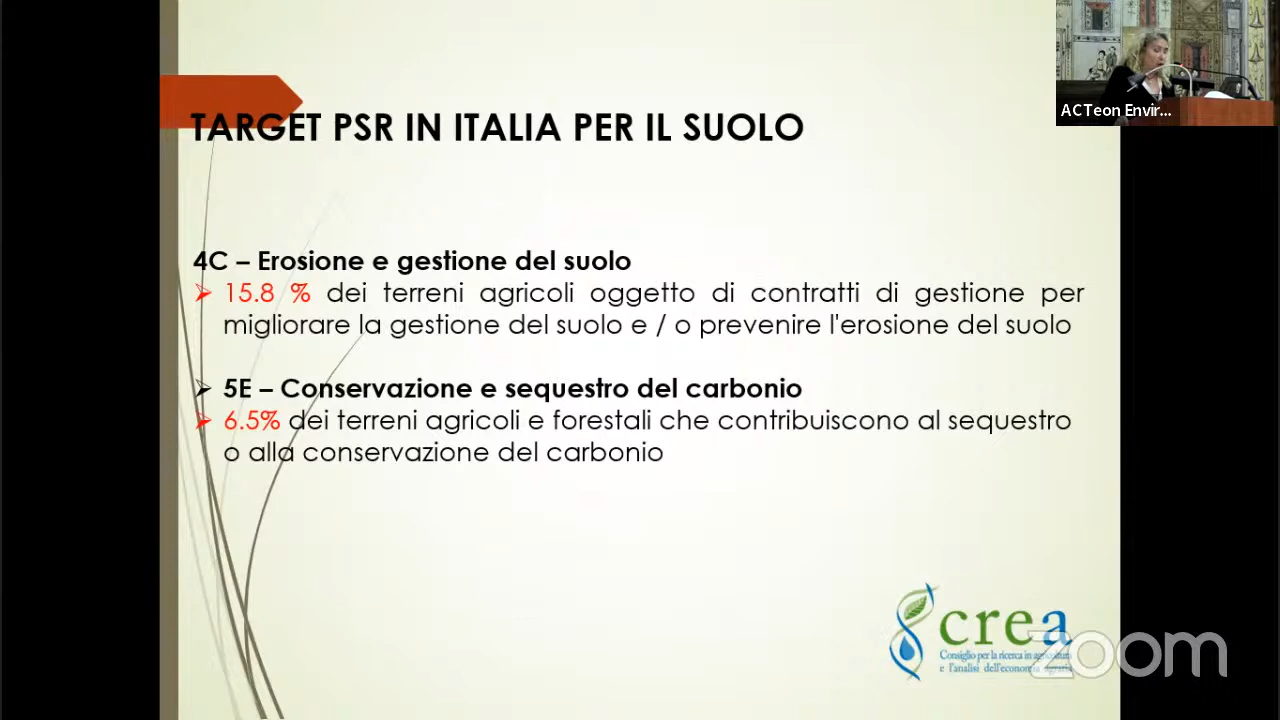 ACTeon Envir...
TARGET PSR IN ITALIA PER IL SUOLO
4C – Erosione e gestione del suolo
15.8 % dei terreni agricoli oggetto di contratti di gestione per
migliorare la gestione del suolo e / o prevenire l'erosione del suolo
5E – Conservazione e sequestro del carbonio
6.5% dei terreni agricoli e forestali che contribuiscono al sequestro
o alla conservazione del carbonio
crea
Consiglio per la ricerca in agricoltura
e l'analisi dell'economia agraria
zoom